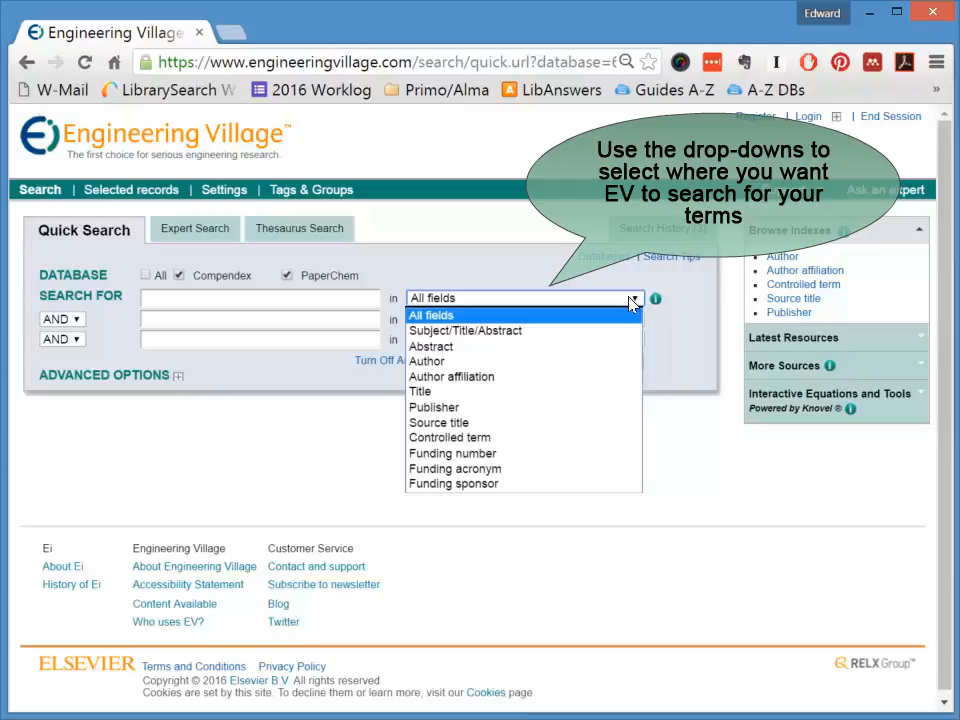 Edward
Engineering Village
https://www.engineeringvillage.com/search/quick.url?database=6
W-Mail
LibrarySearch W
2016 Worklog
Primo/Alma
LibAnswers
Guides A-Z
A-Z DBs
»
Register | Login | End Session
Engineering Village™
The first choice for serious engineering research.
Use the drop-downs to
select where you want
EV to search for your
terms
Search | Selected records | Settings | Tags & Groups
Ask an expert
Quick Search
Expert Search
Thesaurus Search
Search History (3)
Databases | Search Tips
DATABASE
All
Compendex
PaperChem
SEARCH FOR
in
All fields
AND
in
AND
in
Turn Off A
ADVANCED OPTIONS
All fields
Subject/Title/Abstract
Abstract
Author
Author affiliation
Title
Publisher
Source title
Controlled term
Funding number
Funding acronym
Funding sponsor
Browse Indexes
Author
Author affiliation
Controlled term
Source title
Publisher
Latest Resources
More Sources
Interactive Equations and Tools
Powered by Knovel ®
Ei
About Ei
History of Ei
Engineering Village
About Engineering Village
Accessibility Statement
Content Available
Who uses EV?
Customer Service
Contact and support
Subscribe to newsletter
Blog
Twitter
ELSEVIER
Terms and Conditions Privacy Policy
Copyright © 2016 Elsevier B.V. All rights reserved.
Cookies are set by this site. To decline them or learn more, visit our Cookies page
RELX Group™